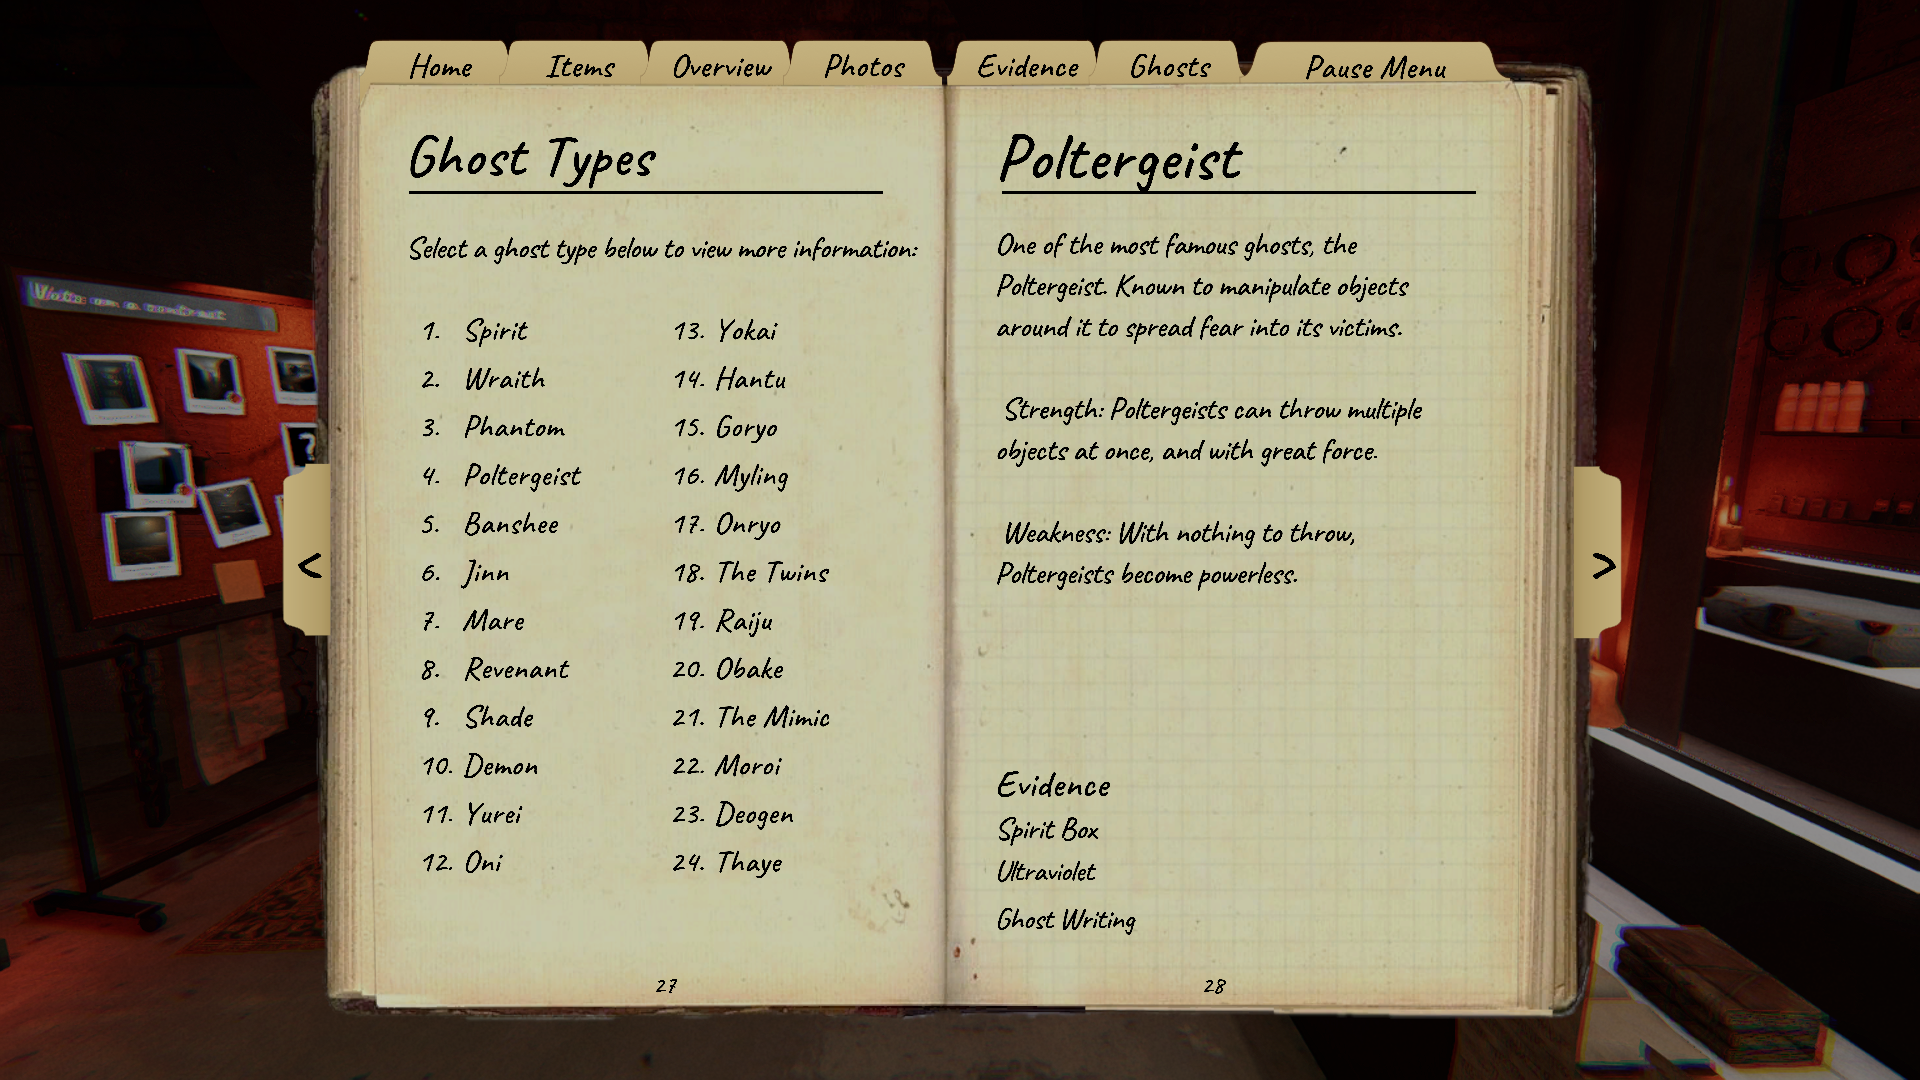 Home Items Overview Photos Evidence Ghosts Pause Menu
Ghost Types
Select a ghost type below to view more information:
1. Spirit
2. Wraith
3. Phantom
4. Poltergeist
5. Banshee
6. Jinn
7. Mare
8. Revenant
9. Shade
10. Demon
11. Yurei
12. Oni
13. Yokai
14. Hantu
15. Goryo
16. Myling
17. Onryo
18. The Twins
19. Raiju
20. Obake
21. The Mimic
22. Moroi
23. Deogen
24. Thaye
27
<
Poltergeist
One of the most famous ghosts, the
Poltergeist. Known to manipulate objects
around it to spread fear into its victims.
Strength: Poltergeists can throw multiple
objects at once, and with great force.
Weakness: With nothing to throw,
Poltergeists become powerless.
Evidence
Spirit Box
Ultraviolet
Ghost Writing
28
>
?